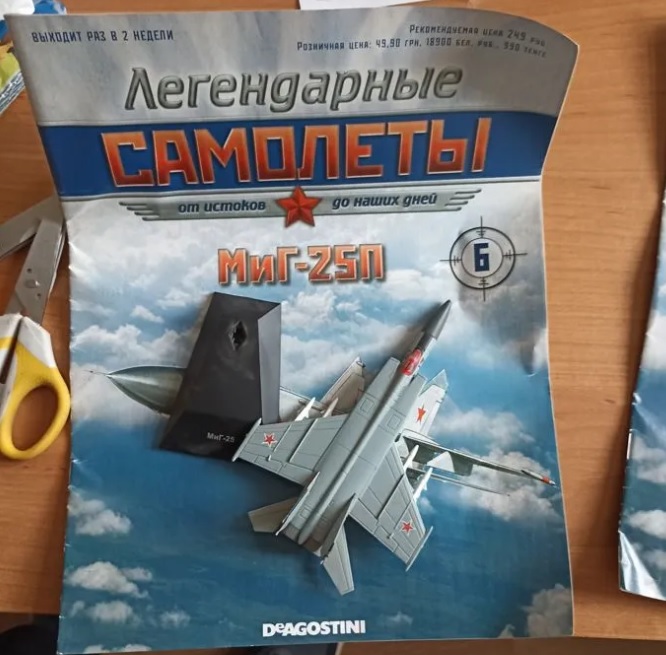 ВЫХОДИТ РАЗ В 2 НЕДЕЛИ
РЕКОМЕНДУЕМАЯ ЦЕНА 249 РУБ.
РОЗНИЧНАЯ ЦЕНА: 49,90 ГРН, 18900 БЕЛ. РУБ., 990 ТЕНГЕ
Легендарные
САМОЛЕТЫ
от истоков до наших дней
МиГ-25П
6
МиГ-25
DeAGOSTINI